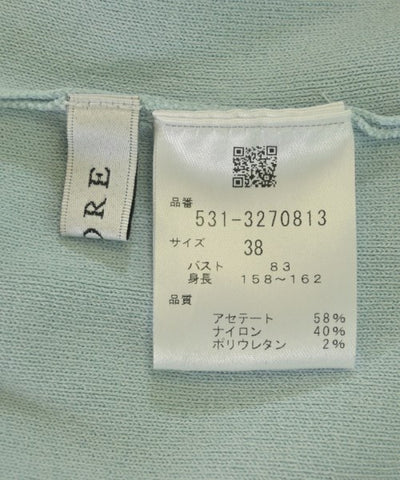 ORE
品番
531-3270813
サイズ
38
バスト 83
身長 158～162
品質
アセテート 58%
ナイロン 40%
ポリウレタン 2%